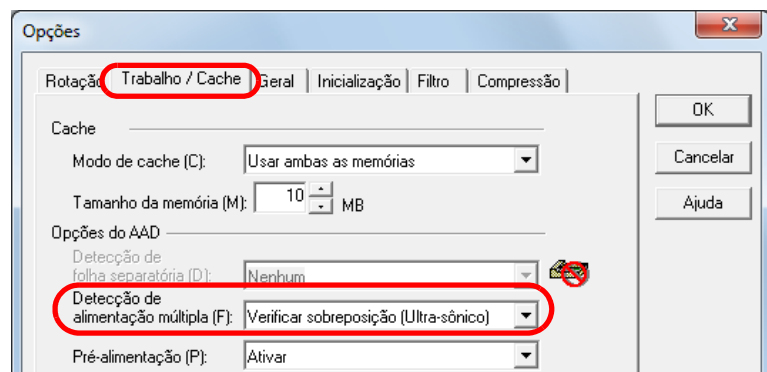 Opções
Rotação Trabalho / Cache Geral Inicialização Filtro Compressão
OK
Cache
Modo de cache (C): Usar ambas as memórias Cancelar
Tamanho da memória (M): 10 MB Ajuda
Opções do AAD
Detecção de
folha separatória (D): Nenhum
Detecção de
alimentação múltipla (F): Verificar sobreposição (Ultra-sônico)
Pré-alimentação (P): Ativar